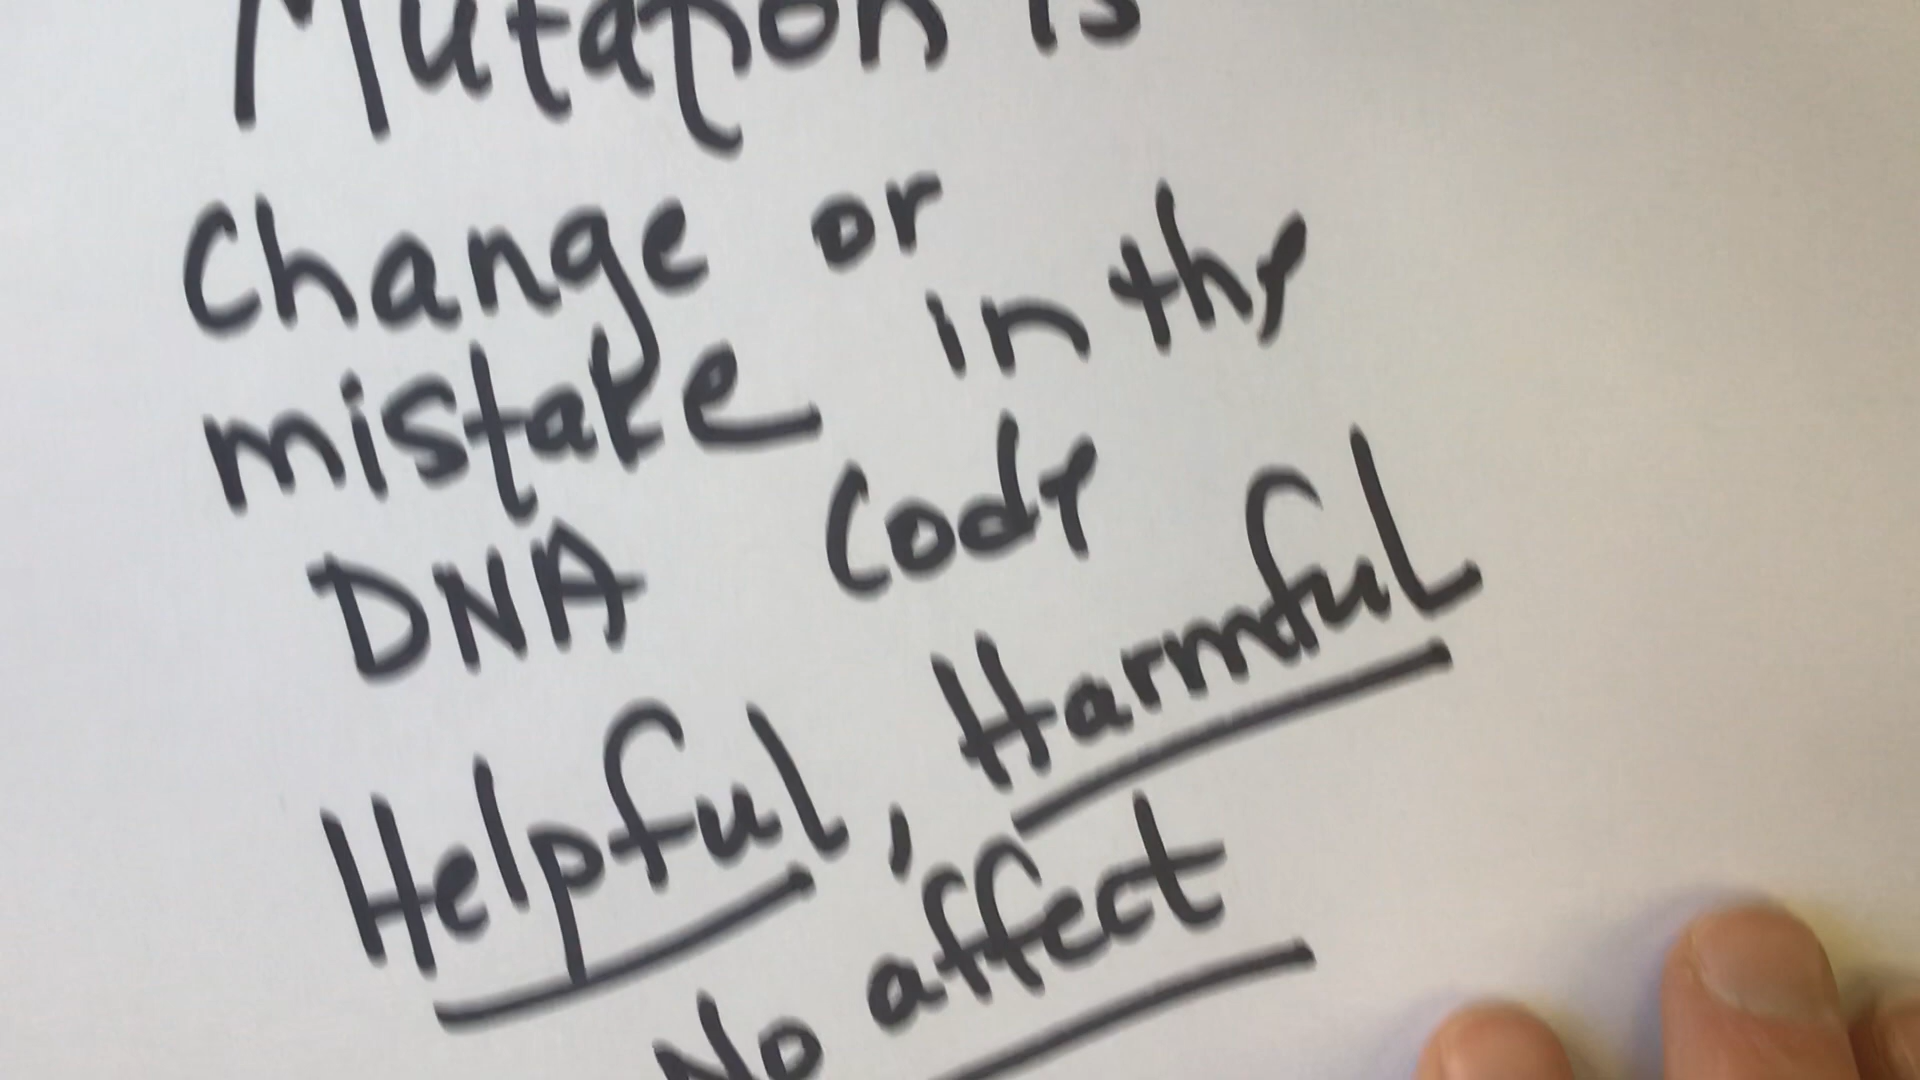 Mutation is
Change or
mistake in the
DNA Code
Helpful, Harmful
No affect